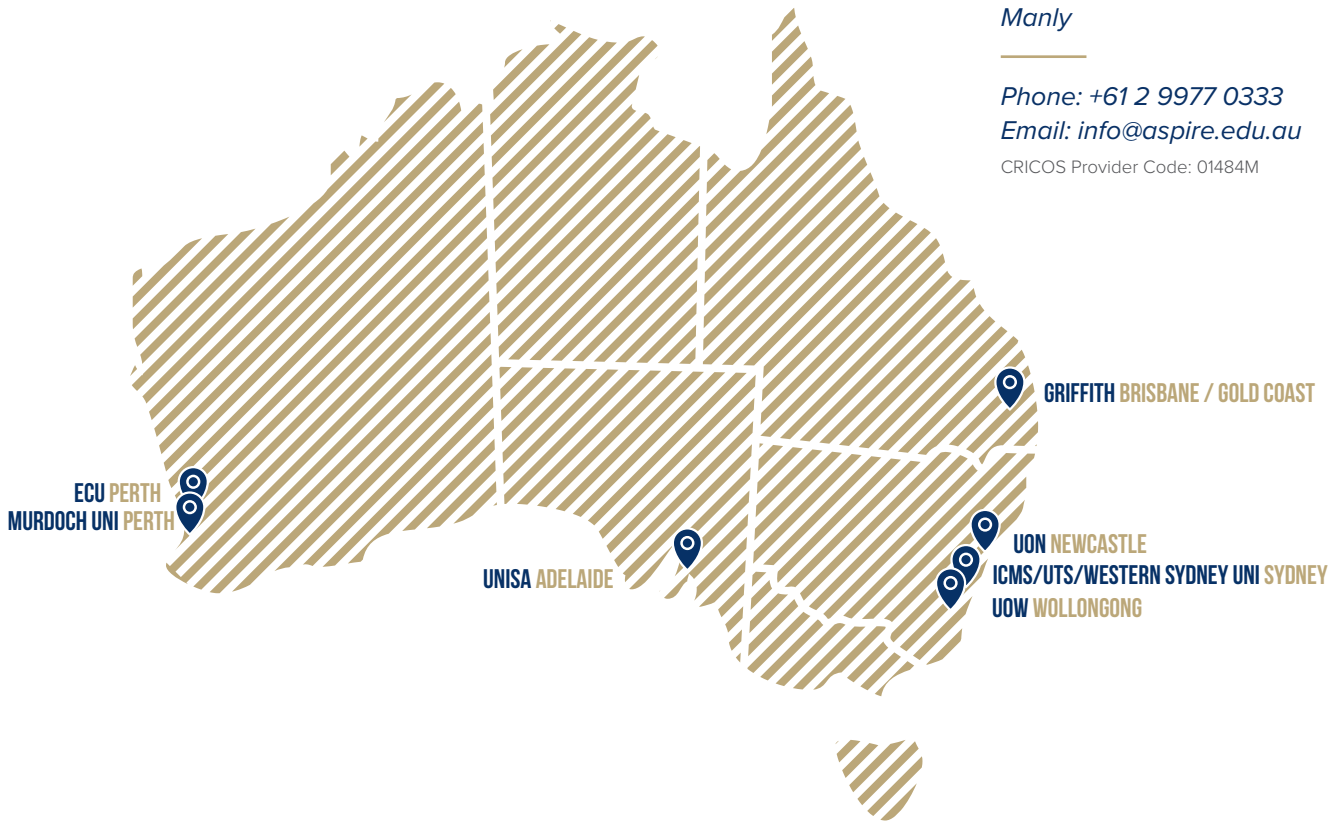 Manly
Phone: +61 2 9977 0333
Email: info@aspire.edu.au
CRICOS Provider Code: 01484M
GRIFFITH BRISBANE / GOLD COAST
ECU PERTH
MURDOCH UNI PERTH
UON NEWCASTLE
ICMS/UTS/WESTERN SYDNEY UNI SYDNEY
UNISA ADELAIDE
UOW WOLLONGONG